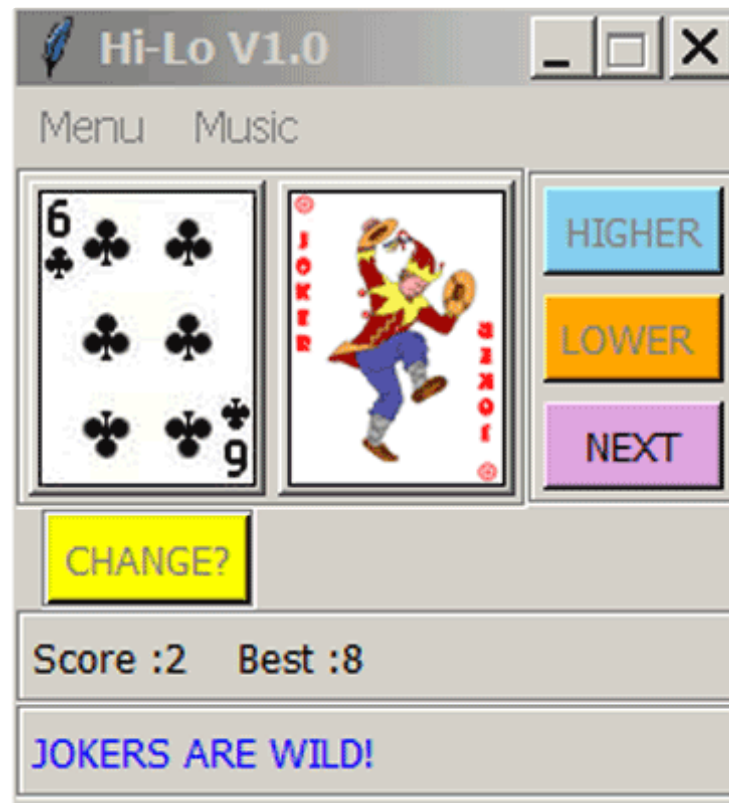 Hi-Lo V1.0
Menu Music
6
JOKER
JOKER
6
HIGHER
LOWER
NEXT
CHANGE?
Score :2 Best :8
JOKERS ARE WILD!